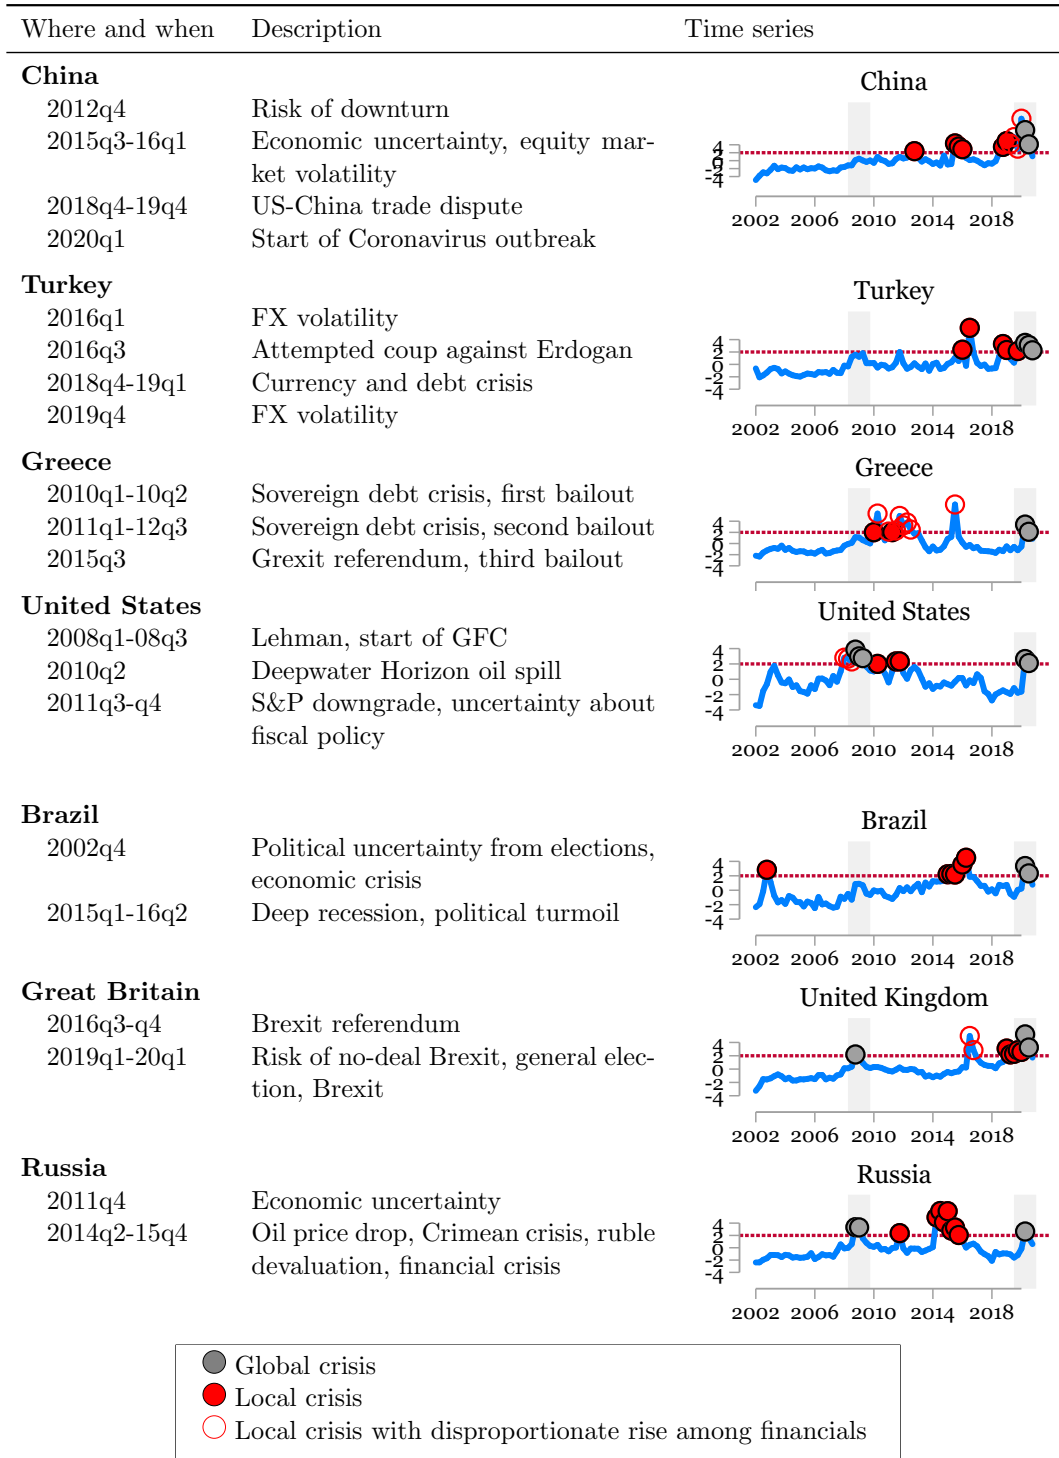 Where and when Description Time series
China
2012q4 Risk of downturn
2015q3-16q1 Economic uncertainty, equity mar-
ket volatility
2018q4-19q4 US-China trade dispute
2020q1 Start of Coronavirus outbreak
China
4
2
0
-2
-4
2002 2006 2010 2014 2018
Turkey
2016q1 FX volatility
2016q3 Attempted coup against Erdogan
2018q4-19q1 Currency and debt crisis
2019q4 FX volatility
Turkey
4
2
0
-2
-4
2002 2006 2010 2014 2018
Greece
2010q1-10q2 Sovereign debt crisis, first bailout
2011q1-12q3 Sovereign debt crisis, second bailout
2015q3 Grexit referendum, third bailout
Greece
4
2
0
-2
-4
United States
2008q1-08q3 Lehman, start of GFC
2010q2 Deepwater Horizon oil spill
2011q3-q4 S&P downgrade, uncertainty about
fiscal policy
United States
4
2
0
-2
-4
2002 2006 2010 2014 2018
Brazil
2002q4 Political uncertainty from elections,
economic crisis
2015q1-16q2 Deep recession, political turmoil
Brazil
4
2
0
-2
-4
2002 2006 2010 2014 2018
Great Britain
2016q3-q4 Brexit referendum
2019q1-20q1 Risk of no-deal Brexit, general elec-
tion, Brexit
United Kingdom
4
2
0
-2
-4
2002 2006 2010 2014 2018
Russia
2011q4 Economic uncertainty
2014q2-15q4 Oil price drop, Crimean crisis, ruble
devaluation, financial crisis
Russia
4
2
0
-2
-4
2002 2006 2010 2014 2018
Global crisis
Local crisis
Local crisis with disproportionate rise among financials